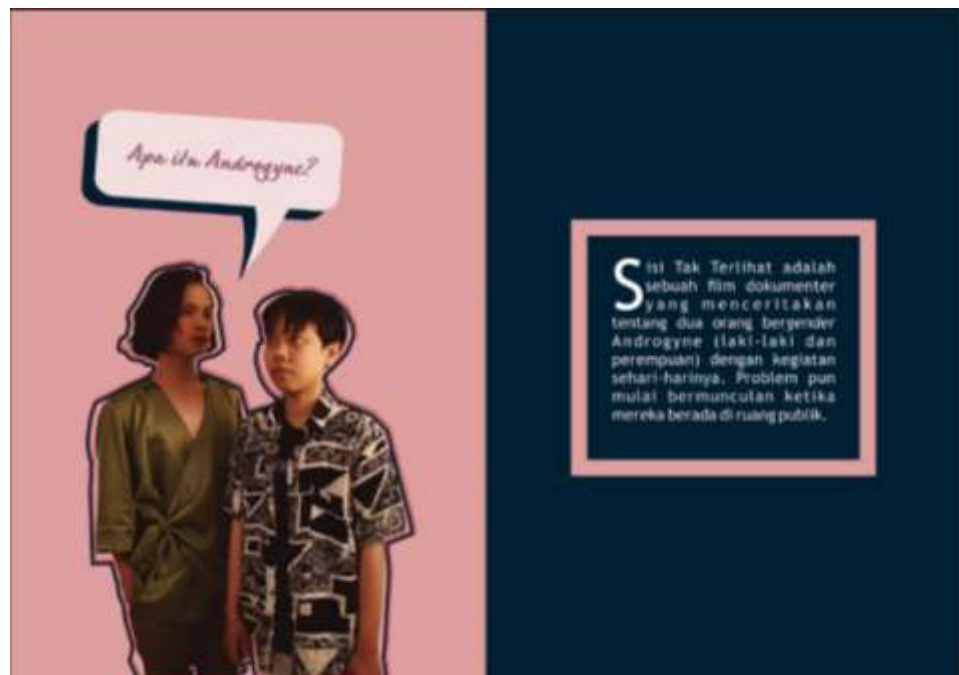 Apa itu Androgyne?
Sisi Tak Terlihat adalah
sebuah film dokumenter
yang menceritakan
tentang dua orang bergender
Androgyne (laki-laki dan
perempuan) dengan kegiatan
sehari-harinya. Problem pun
mulai bermunculan ketika
mereka berada di ruang publik.